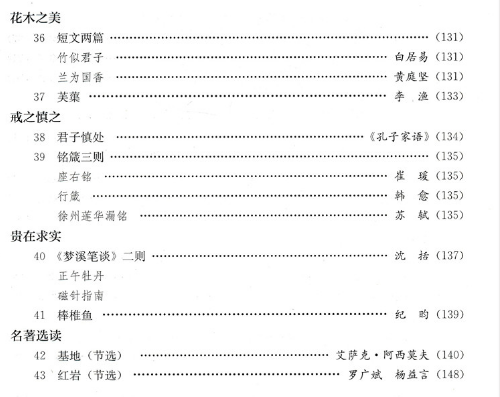 花木之美
36 短文两篇 …… (131)
竹似君子 …… 白居易 (131)
兰为国香 …… 黄庭坚 (131)
37 芙蕖 …… 李 渔 (133)
戒之慎之
38 君子慎处 …… 《孔子家语》(134)
39 铭箴三则 …… (135)
座右铭 …… 崔 瑗 (135)
行箴 …… 韩 愈 (135)
徐州莲华漏铭 …… 苏 轼 (135)
贵在求实
40 《梦溪笔谈》二则 …… 沈 括 (137)
正午牡丹
磁针指南
41 棒椎鱼 …… 纪 昀 (139)
名著选读
42 基地（节选） …… 艾萨克·阿西莫夫 (140)
43 红岩（节选） …… 罗广斌 杨益言 (148)